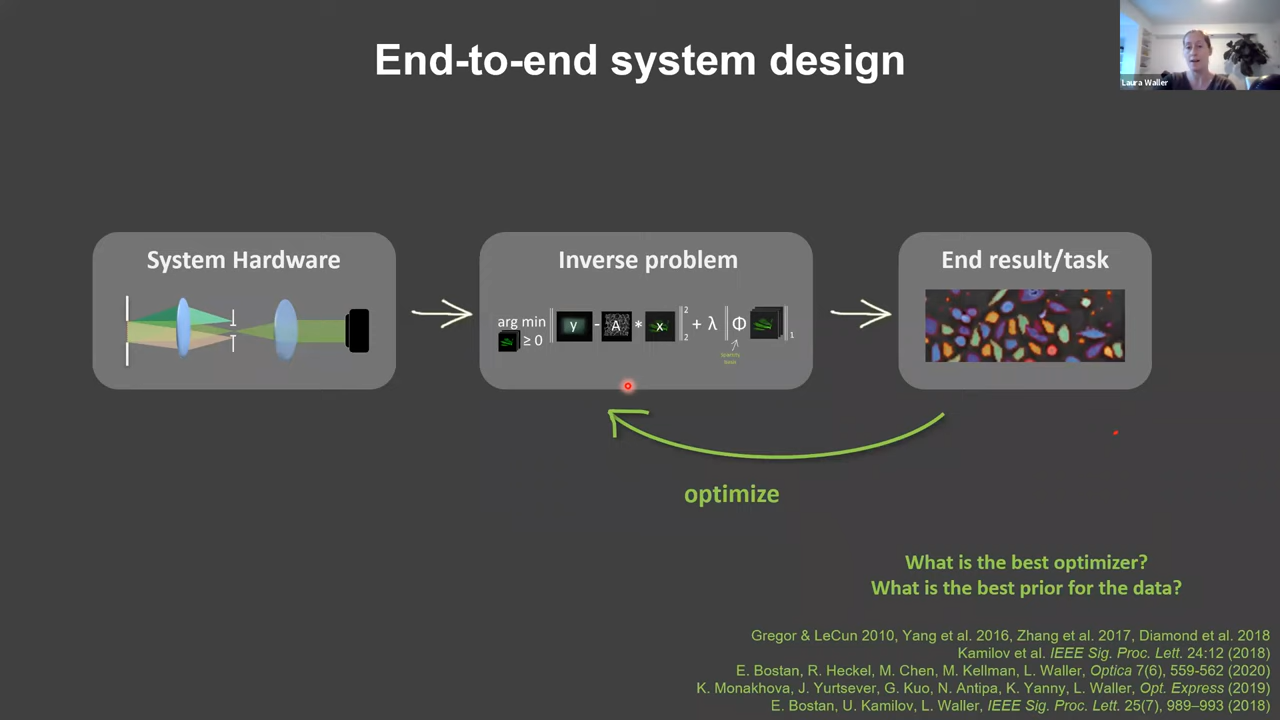 End-to-end system design
Laura Waller
System Hardware
Inverse problem
End result/task
arg min ≥ 0 ‖ y - A * x ‖ 2 2 + λ ‖ Φ ‖ 1
optimize
What is the best optimizer?
What is the best prior for the data?
Gregor & LeCun 2010, Yang et al. 2016, Zhang et al. 2017, Diamond et al. 2018
Kamilov et al. IEEE Sig. Proc. Lett. 24:12 (2018)
E. Bostan, R. Heckel, M. Chen, M. Kellman, L. Waller, Optica 7(6), 559-562 (2020)
K. Monakhova, J. Yurtsever, G. Kuo, N. Antipa, K. Yanny, L. Waller, Opt. Express (2019)
E. Bostan, U. Kamilov, L. Waller, IEEE Sig. Proc. Lett. 25(7), 989–993 (2018)